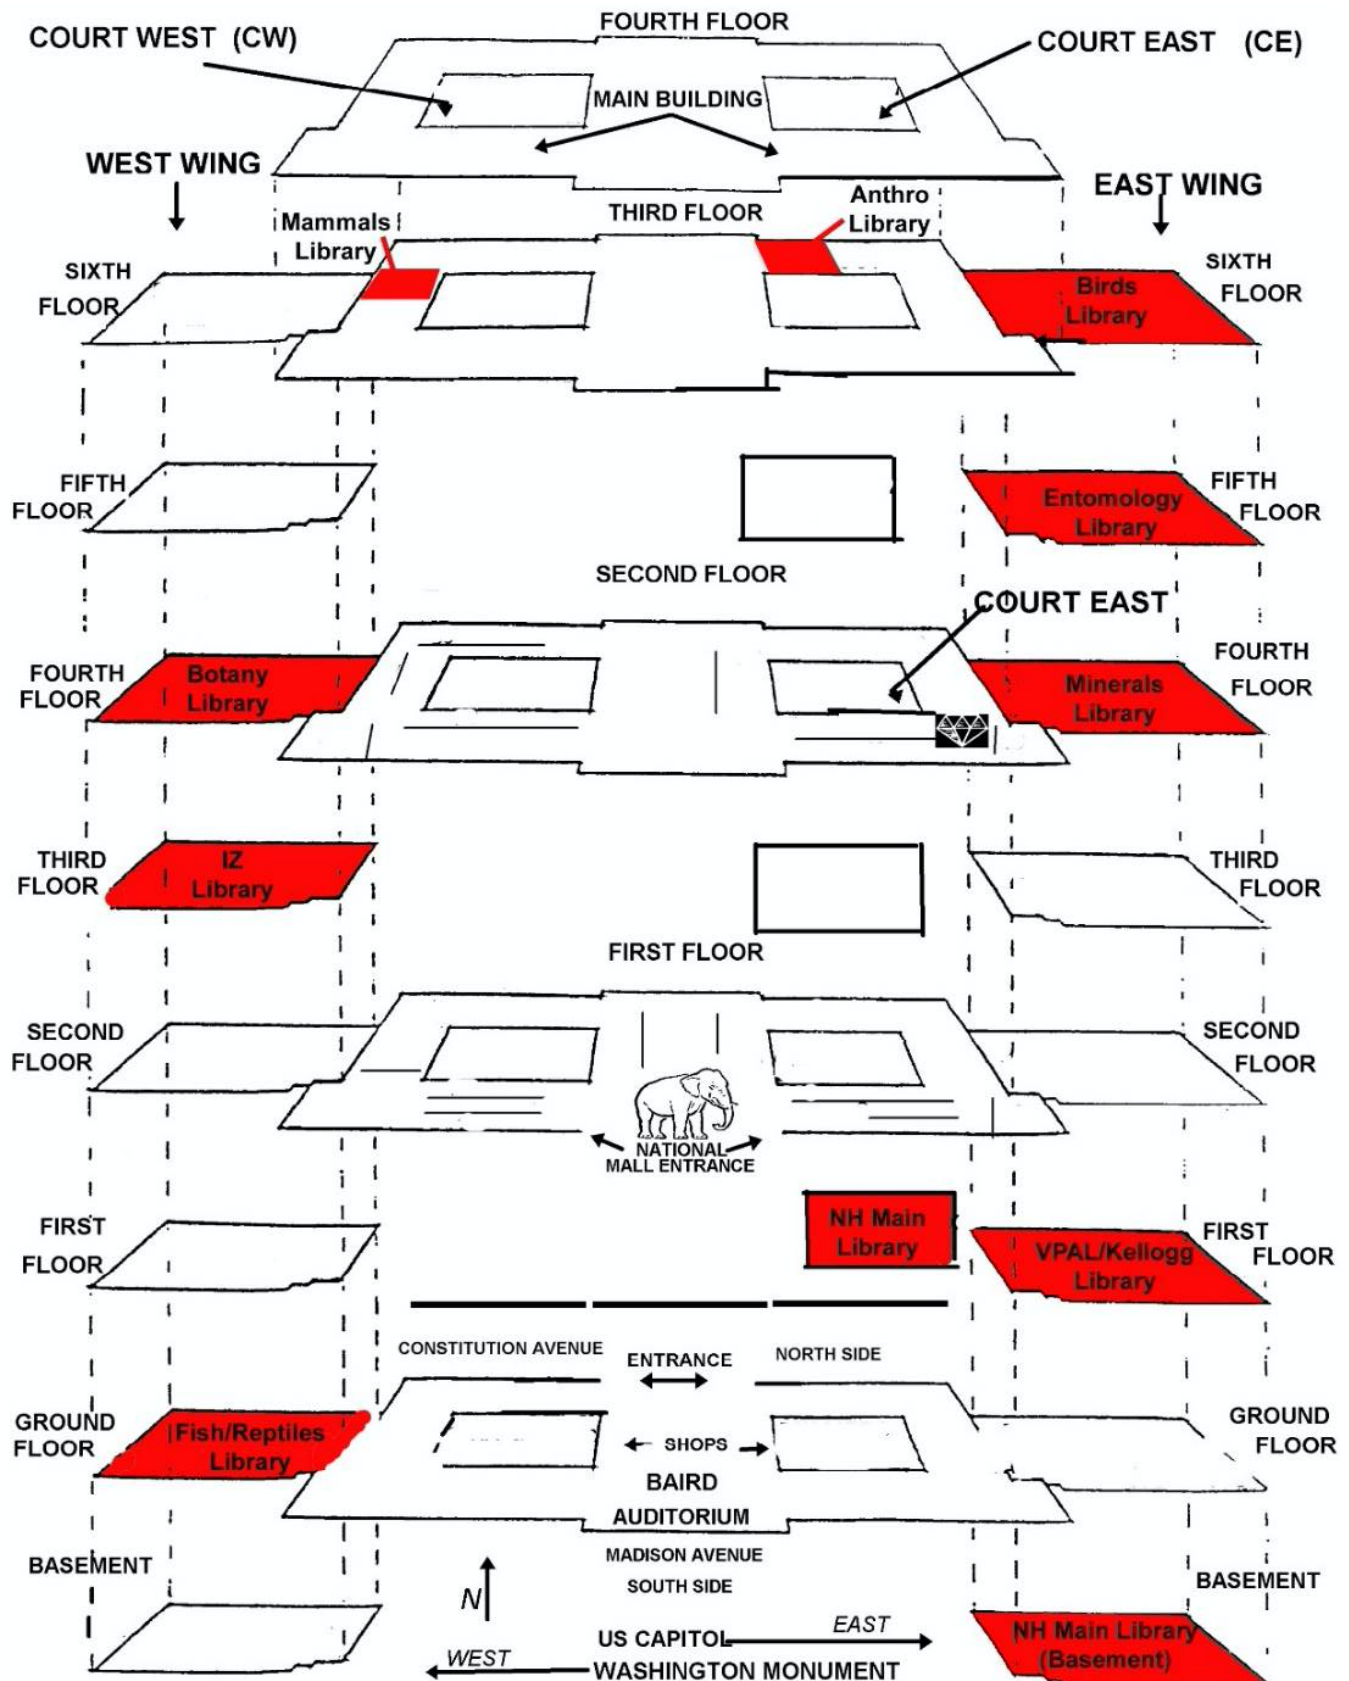 FOURTH FLOOR
COURT WEST (CW)
COURT EAST (CE)
MAIN BUILDING
WEST WING
EAST WING
THIRD FLOOR
Mammals
Library
Anthro
Library
SIXTH
FLOOR
Birds
Library
SIXTH
FLOOR
FIFTH
FLOOR
Entomology
Library
FIFTH
FLOOR
SECOND FLOOR
COURT EAST
FOURTH
FLOOR
Botany
Library
Minerals
Library
FOURTH
FLOOR
THIRD
FLOOR
IZ
Library
THIRD
FLOOR
FIRST FLOOR
SECOND
FLOOR
SECOND
FLOOR
NATIONAL
MALL ENTRANCE
FIRST
FLOOR
NH Main
Library
VPAL/Kellogg
Library
FIRST
FLOOR
CONSTITUTION AVENUE
ENTRANCE
NORTH SIDE
GROUND
FLOOR
Fish/Reptiles
Library
SHOPS
GROUND
FLOOR
BAIRD
AUDITORIUM
MADISON AVENUE
SOUTH SIDE
BASEMENT
BASEMENT
N
US CAPITOL
EAST
WEST
WASHINGTON MONUMENT
NH Main Library
(Basement)